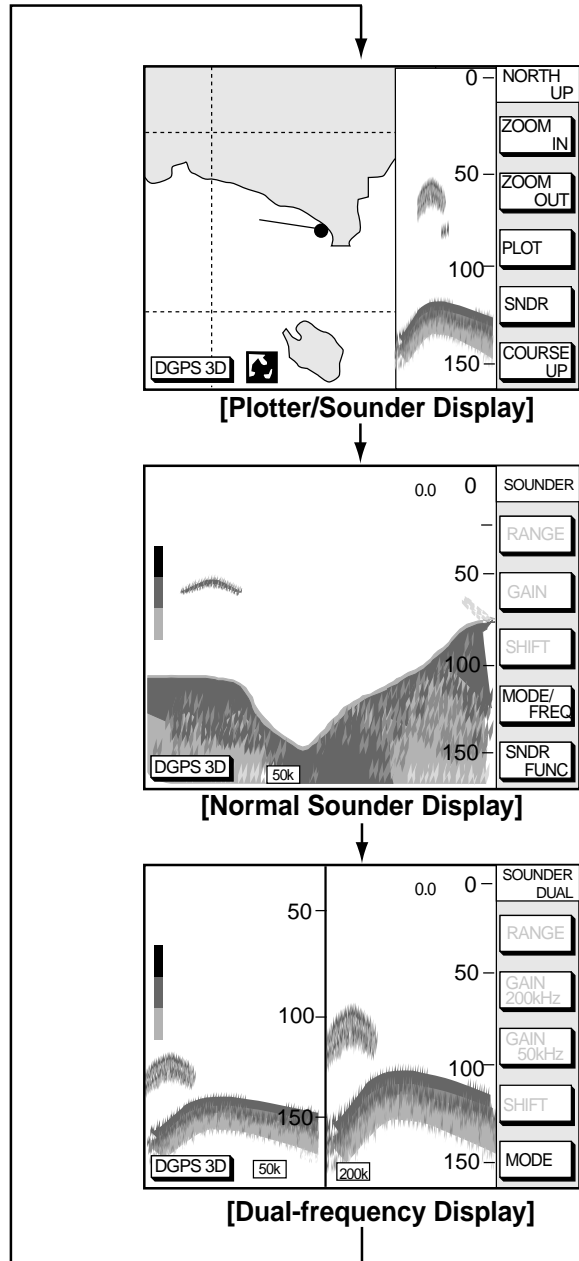 0
NORTH
UP
ZOOM
IN
50
ZOOM
OUT
PLOT
100
SNDR
COURSE
UP
150
DGPS 3D
[Plotter/Sounder Display]
0.0 0 SOUNDER
RANGE
50
GAIN
SHIFT
100
MODE/
FREQ
150
SNDR
FUNC
DGPS 3D 50k
[Normal Sounder Display]
SOUNDER
DUAL
0.0 0
50
RANGE
50
GAIN
200kHz
100
GAIN
50kHz
100
SHIFT
150
MODE
150
DGPS 3D 50k 200k
[Dual-frequency Display]